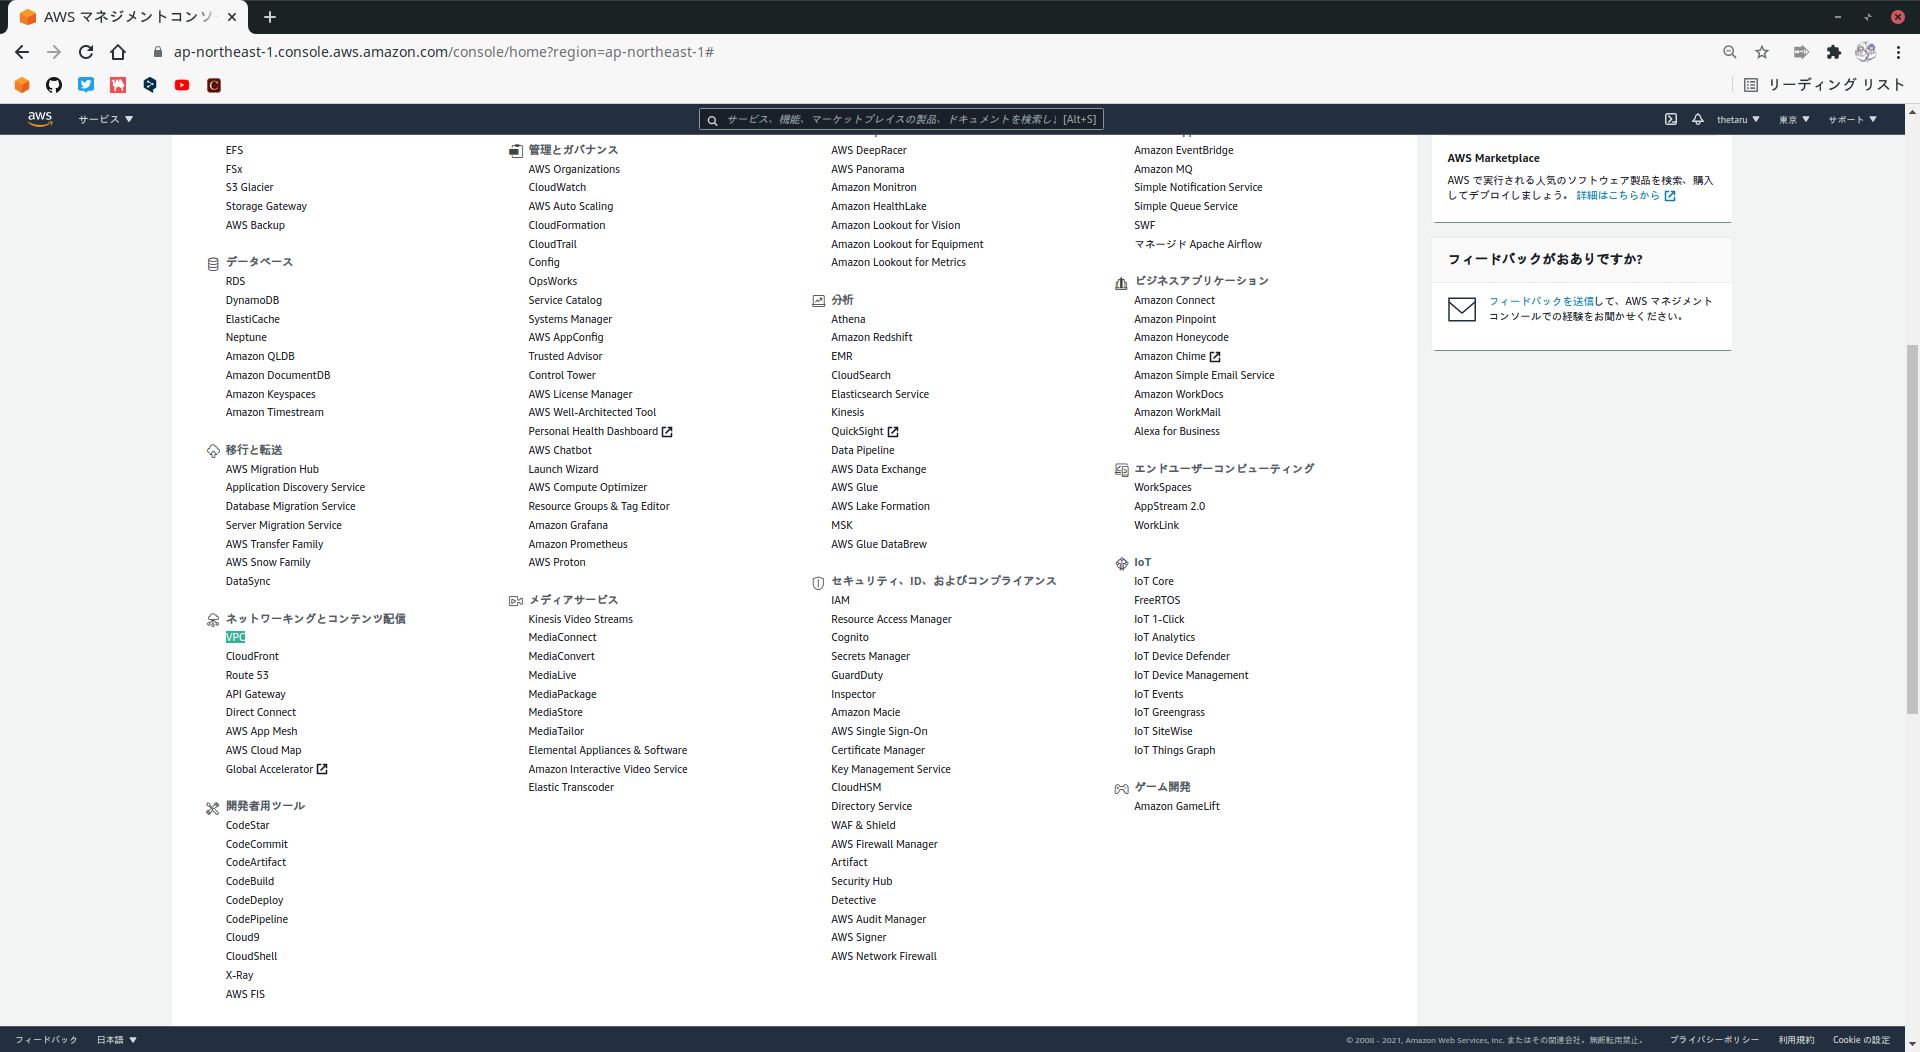 AWS マネジメントコンソ
ap-northeast-1.console.aws.amazon.com/console/home?region=ap-northeast-1#
リーディング リスト
aws
サービス
サービス、機能、マーケットプレイスの製品、ドキュメントを検索し [Alt+S]
thetaru
東京
サポート
EFS
FSx
S3 Glacier
Storage Gateway
AWS Backup
データベース
RDS
DynamoDB
ElastiCache
Neptune
Amazon QLDB
Amazon DocumentDB
Amazon Keyspaces
Amazon Timestream
移行と転送
AWS Migration Hub
Application Discovery Service
Database Migration Service
Server Migration Service
AWS Transfer Family
AWS Snow Family
DataSync
ネットワーキングとコンテンツ配信
VPC
CloudFront
Route 53
API Gateway
Direct Connect
AWS App Mesh
AWS Cloud Map
Global Accelerator
開発者用ツール
CodeStar
CodeCommit
CodeArtifact
CodeBuild
CodeDeploy
CodePipeline
Cloud9
CloudShell
X-Ray
AWS FIS
管理とガバナンス
AWS Organizations
CloudWatch
AWS Auto Scaling
CloudFormation
CloudTrail
Config
OpsWorks
Service Catalog
Systems Manager
AWS AppConfig
Trusted Advisor
Control Tower
AWS License Manager
AWS Well-Architected Tool
Personal Health Dashboard
AWS Chatbot
Launch Wizard
AWS Compute Optimizer
Resource Groups & Tag Editor
Amazon Grafana
Amazon Prometheus
AWS Proton
メディアサービス
Kinesis Video Streams
MediaConnect
MediaConvert
MediaLive
MediaPackage
MediaStore
MediaTailor
Elemental Appliances & Software
Amazon Interactive Video Service
Elastic Transcoder
AWS DeepRacer
AWS Panorama
Amazon Monitron
Amazon HealthLake
Amazon Lookout for Vision
Amazon Lookout for Equipment
Amazon Lookout for Metrics
分析
Athena
Amazon Redshift
EMR
CloudSearch
Elasticsearch Service
Kinesis
QuickSight
Data Pipeline
AWS Data Exchange
AWS Glue
AWS Lake Formation
MSK
AWS Glue DataBrew
セキュリティ、ID、およびコンプライアンス
IAM
Resource Access Manager
Cognito
Secrets Manager
GuardDuty
Inspector
Amazon Macie
AWS Single Sign-On
Certificate Manager
Key Management Service
CloudHSM
Directory Service
WAF & Shield
AWS Firewall Manager
Artifact
Security Hub
Detective
AWS Audit Manager
AWS Signer
AWS Network Firewall
Amazon EventBridge
Amazon MQ
Simple Notification Service
Simple Queue Service
SWF
マネージド Apache Airflow
ビジネスアプリケーション
Amazon Connect
Amazon Pinpoint
Amazon Honeycode
Amazon Chime
Amazon Simple Email Service
Amazon WorkDocs
Amazon WorkMail
Alexa for Business
エンドユーザーコンピューティング
WorkSpaces
AppStream 2.0
WorkLink
IoT
IoT Core
FreeRTOS
IoT 1-Click
IoT Analytics
IoT Device Defender
IoT Device Management
IoT Events
IoT Greengrass
IoT SiteWise
IoT Things Graph
ゲーム開発
Amazon GameLift
AWS Marketplace
AWS で実行される人気のソフトウェア製品を検索、購入
してデプロイしましょう。 詳細はこちらから
フィードバックがおありですか?
フィードバックを送信して、AWS マネジメント
コンソールでの経験をお聞かせください。
フィードバック
日本語
© 2008 - 2021, Amazon Web Services, Inc. またはその関連会社。無断転用禁止。
プライバシーポリシー
利用規約
Cookie の設定